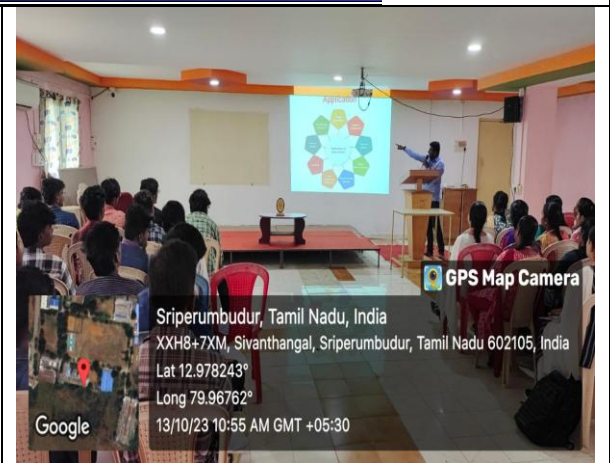 Application
GPS Map Camera
Sriperumbudur, Tamil Nadu, India
XXH8+7XM, Sivanthangal, Sriperumbudur, Tamil Nadu 602105, India
Lat 12.978243°
Long 79.96762°
13/10/23 10:55 AM GMT +05:30
Google